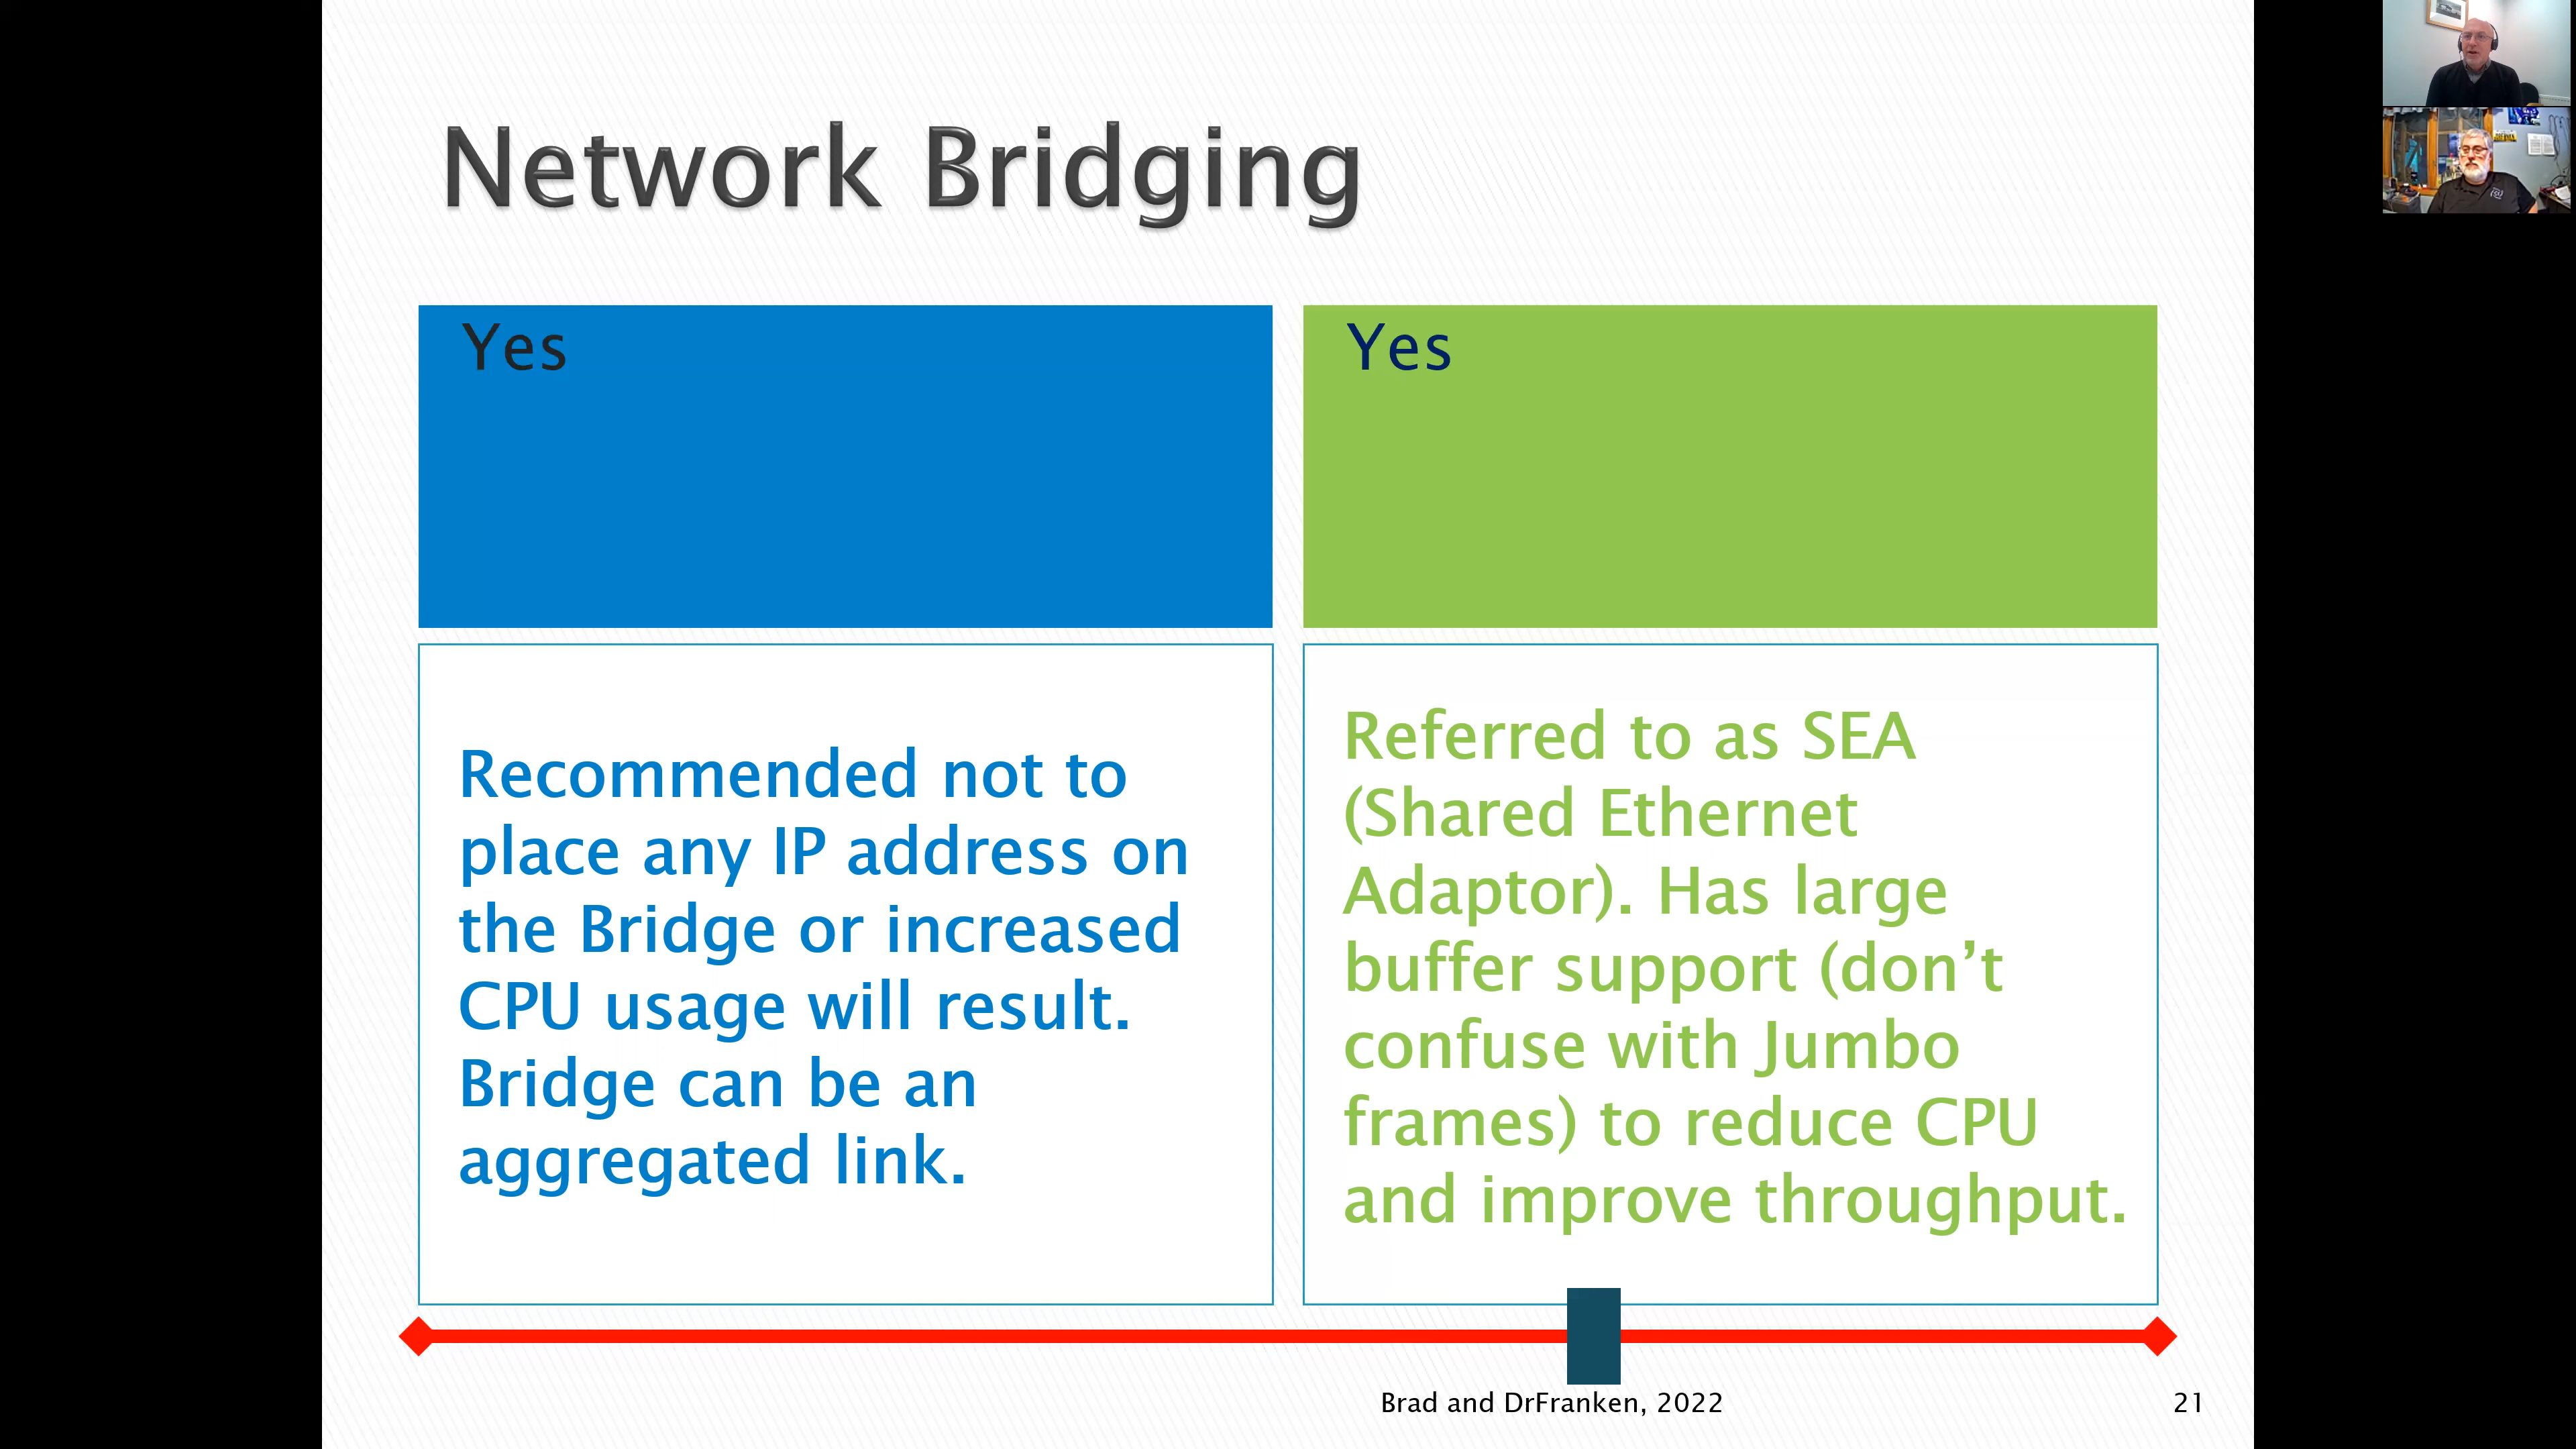 Network Bridging
Yes
Recommended not to
place any IP address on
the Bridge or increased
CPU usage will result.
Bridge can be an
aggregated link.
Yes
Referred to as SEA
(Shared Ethernet
Adaptor). Has large
buffer support (don’t
confuse with Jumbo
frames) to reduce CPU
and improve throughput.
Brad and DrFranken, 2022
21